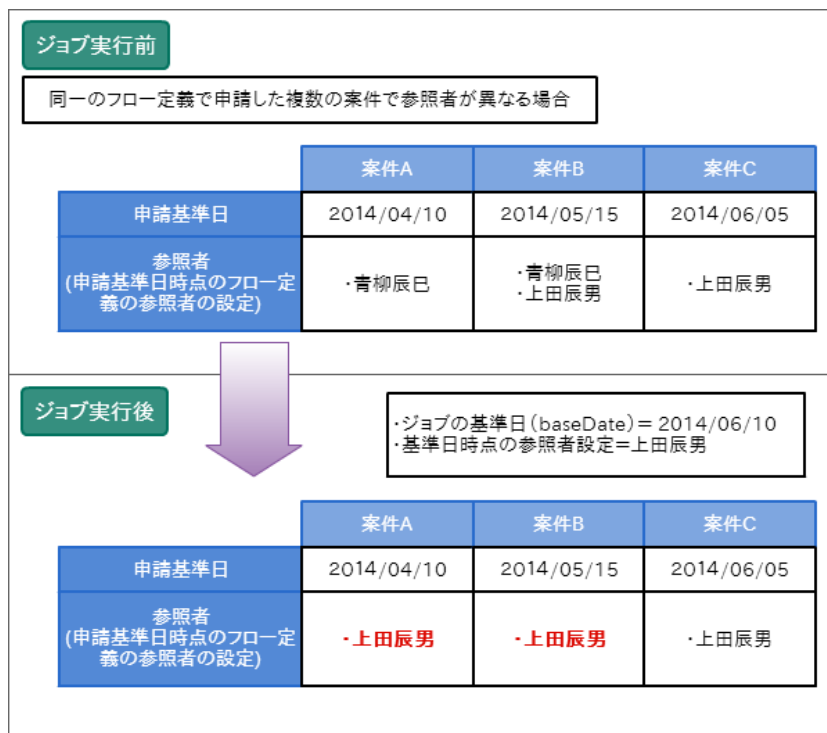 ジョブ実行前
同一のフロー定義で申請した複数の案件で参照者が異なる場合
案件A 案件B 案件C
申請基準日 2014/04/10 2014/05/15 2014/06/05
参照者
(申請基準日時点のフロー定
義の参照者の設定)
・青柳辰巳
・青柳辰巳
・上田辰男
・上田辰男
ジョブ実行後
・ジョブの基準日(baseDate)=2014/06/10
・基準日時点の参照者設定=上田辰男
案件A 案件B 案件C
申請基準日 2014/04/10 2014/05/15 2014/06/05
参照者
(申請基準日時点のフロー定
義の参照者の設定)
・上田辰男 ・上田辰男 ・上田辰男